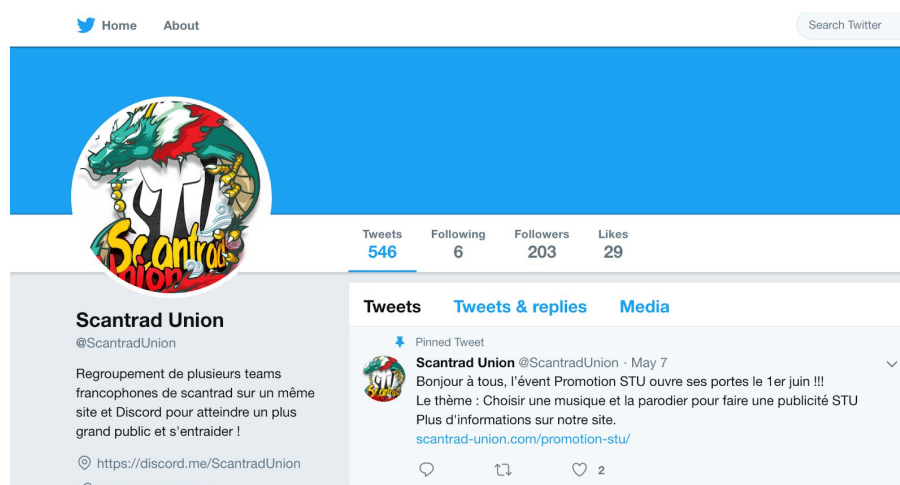 Home About Search Twitter
STU
Scantrad
Union
Tweets Following Followers Likes
546 6 203 29
Scantrad Union
@ScantradUnion
Regroupement de plusieurs teams
francophones de scantrad sur un même
site et Discord pour atteindre un plus
grand public et s'entraider !
https://discord.me/ScantradUnion
Tweets Tweets & replies Media
Pinned Tweet
Scantrad Union @ScantradUnion · May 7
Bonjour à tous, l'évent Promotion STU ouvre ses portes le 1er juin !!!
Le thème : Choisir une musique et la parodier pour faire une publicité STU
Plus d'informations sur notre site.
scantrad-union.com/promotion-stu/
2